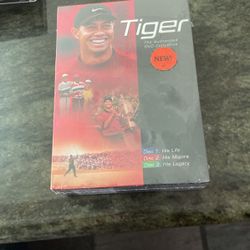 Tiger
The Authorized
DVD Collection
NEW!
Disc 1: His Life
Disc 2: His Majors
Disc 3: His Legacy